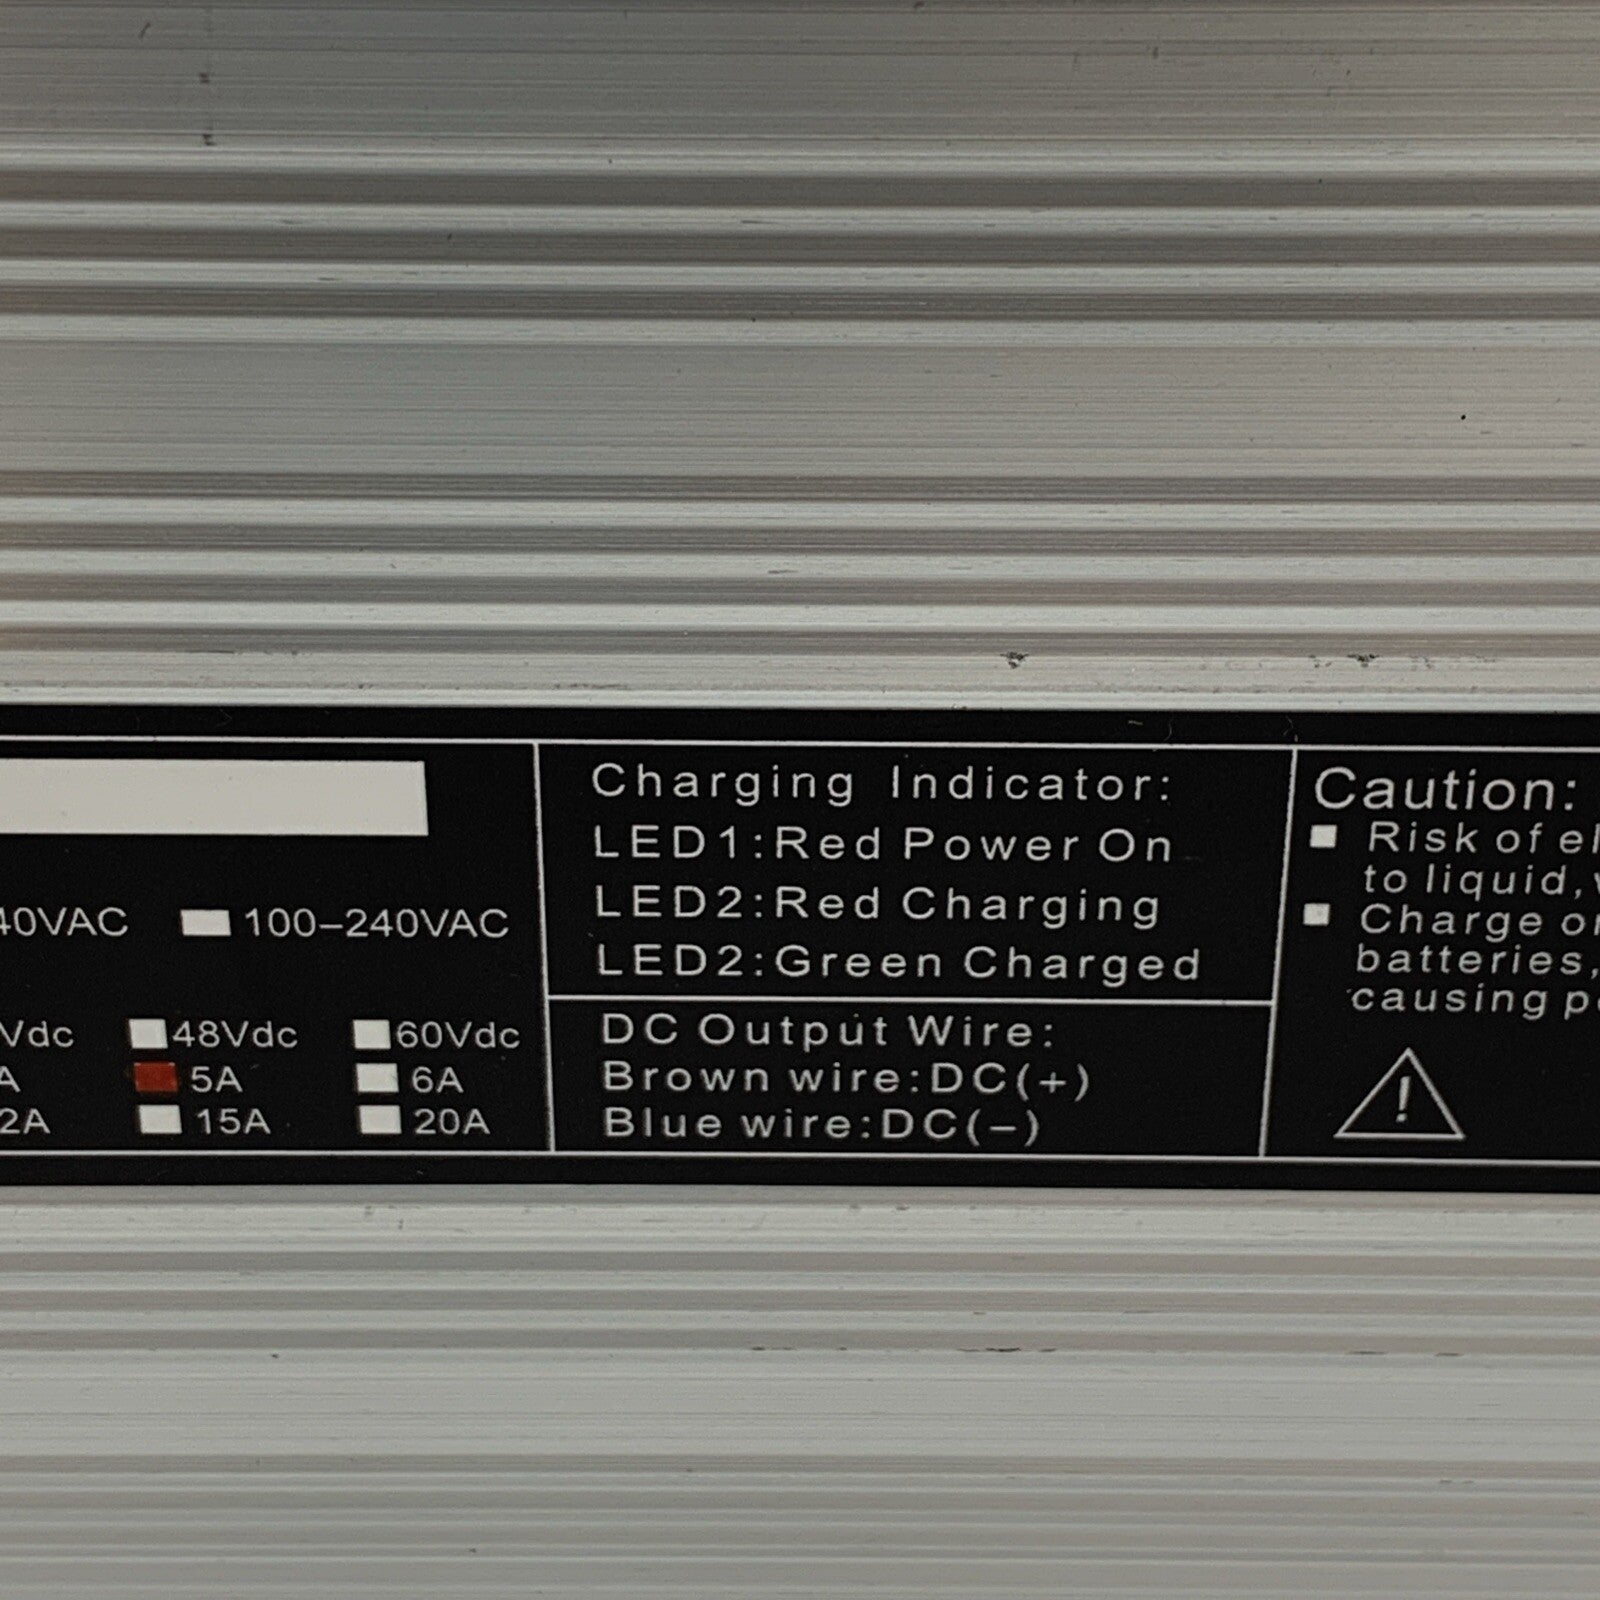 40VAC 100–240VAC
Vdc 48Vdc 60Vdc
A 5A 6A
2A 15A 20A
Charging Indicator:
LED1:Red Power On
LED2:Red Charging
LED2:Green Charged
DC Output Wire:
Brown wire:DC(+)
Blue wire:DC(–)
Caution:
Risk of el
to liquid,
Charge or
batteries,
causing p
!